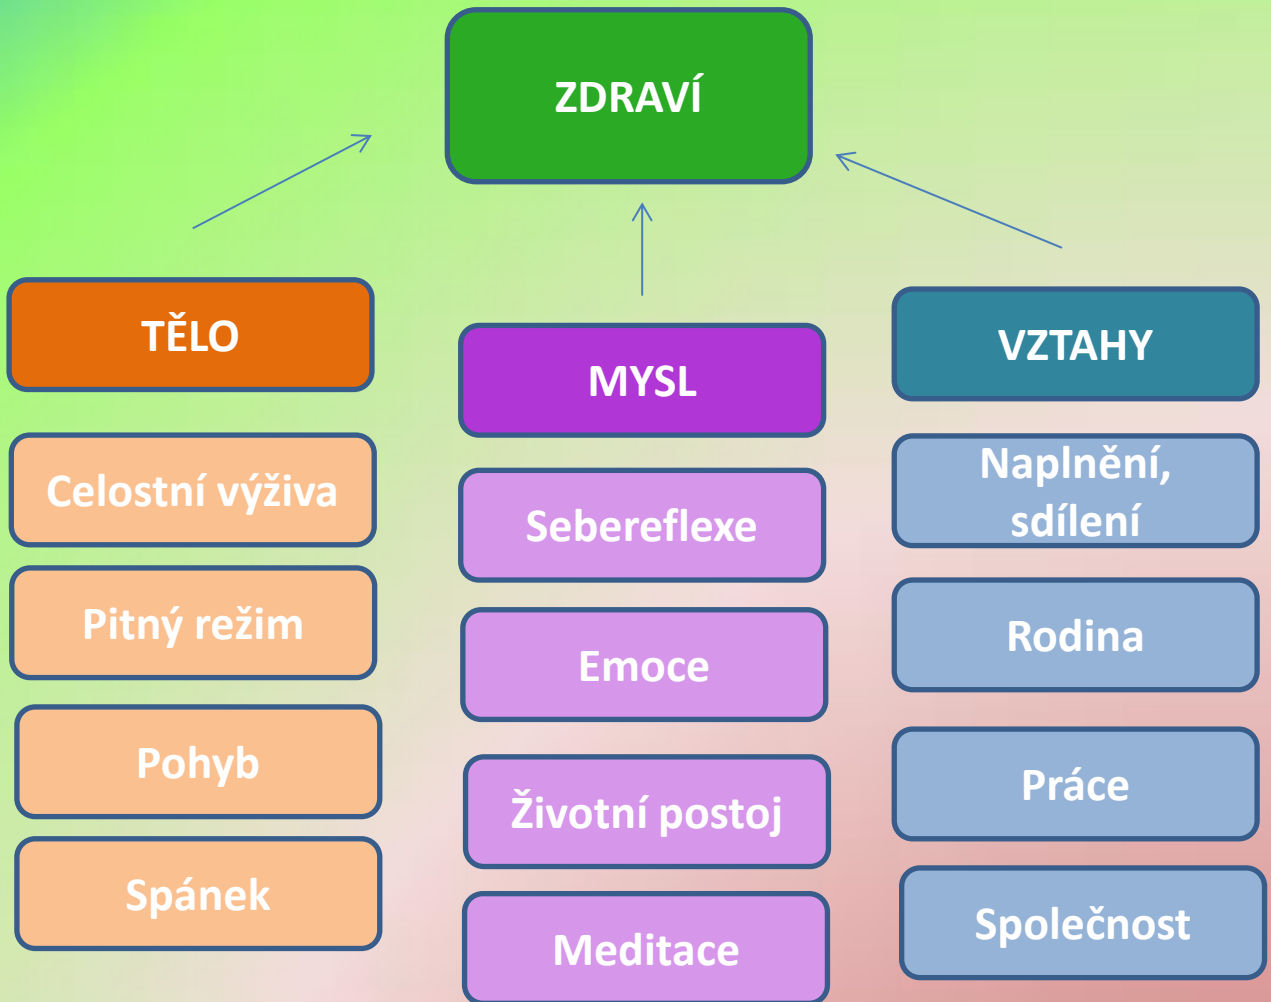 ZDRAVÍ
TĚLO
Celostní výživa
Pitný režim
Pohyb
Spánek
MYSL
Sebereflexe
Emoce
Životní postoj
Meditace
VZTAHY
Naplnění,
sdílení
Rodina
Práce
Společnost